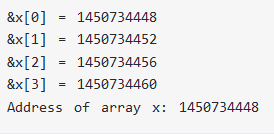 &x[0] = 1450734448
&x[1] = 1450734452
&x[2] = 1450734456
&x[3] = 1450734460
Address of array x: 1450734448